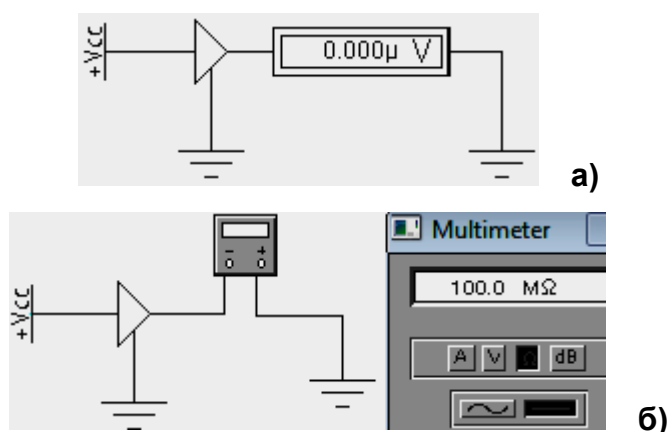 +Vcc
0.000µ V
а)
Multimeter
- +
100.0 MΩ
+Vcc
A V Ω dB
б)